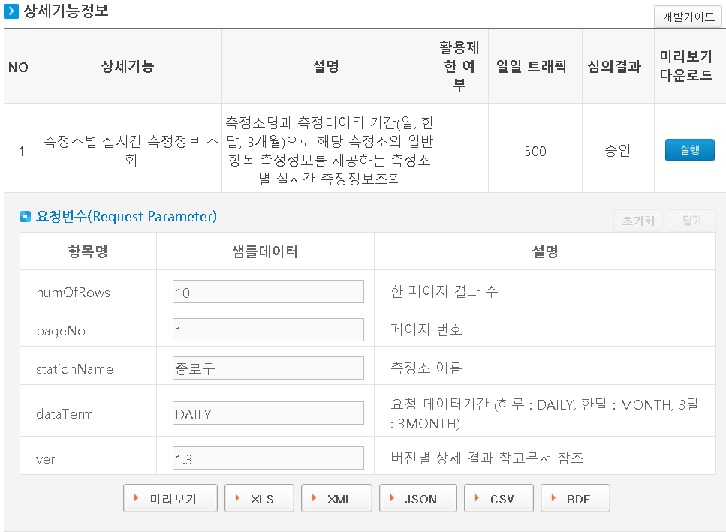 상세기능정보
개발가이드
NO 상세기능 설명 활용제한 여부 일일 트래픽 심의결과 미리보기 다운로드
1 측정소별 실시간 측정정보 조회
측정소명과 측정데이터 기간(일, 한달, 3개월)으로 해당 측정소의 일반항목 측정정보를 제공하는 측정소별 실시간 측정정보조회
500 승인 실행
요청변수(Request Parameter)
초기화 닫기
항목명 샘플데이터 설명
numOfRows 10 한 페이지 결과 수
pageNo 1 페이지 번호
stationName 종로구 측정소 이름
dataTerm DAILY 요청 데이터기간 (하루 : DAILY, 한달 : MONTH, 3달 : 3MONTH)
ver 1.3 버전별 상세 결과 참고문서 참조
미리보기 XLS XML JSON CSV RDF